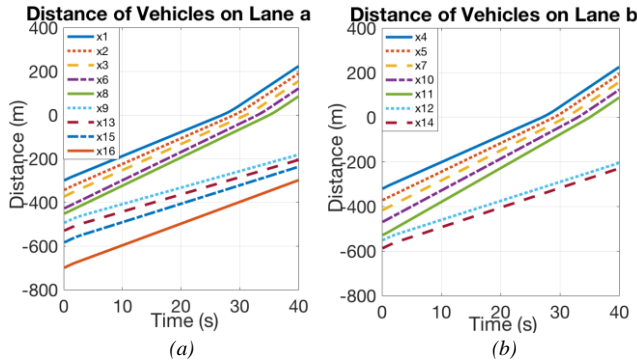 Distance of Vehicles on Lane a
Distance (m)
400
200
0
-200
-400
-600
-800
x1
x2
x3
x6
x8
x9
x13
x15
x16
0
10
20
30
40
Time (s)
(a)
Distance of Vehicles on Lane b
Distance (m)
400
200
0
-200
-400
-600
-800
x4
x5
x7
x10
x11
x12
x14
0
10
20
30
40
Time (s)
(b)